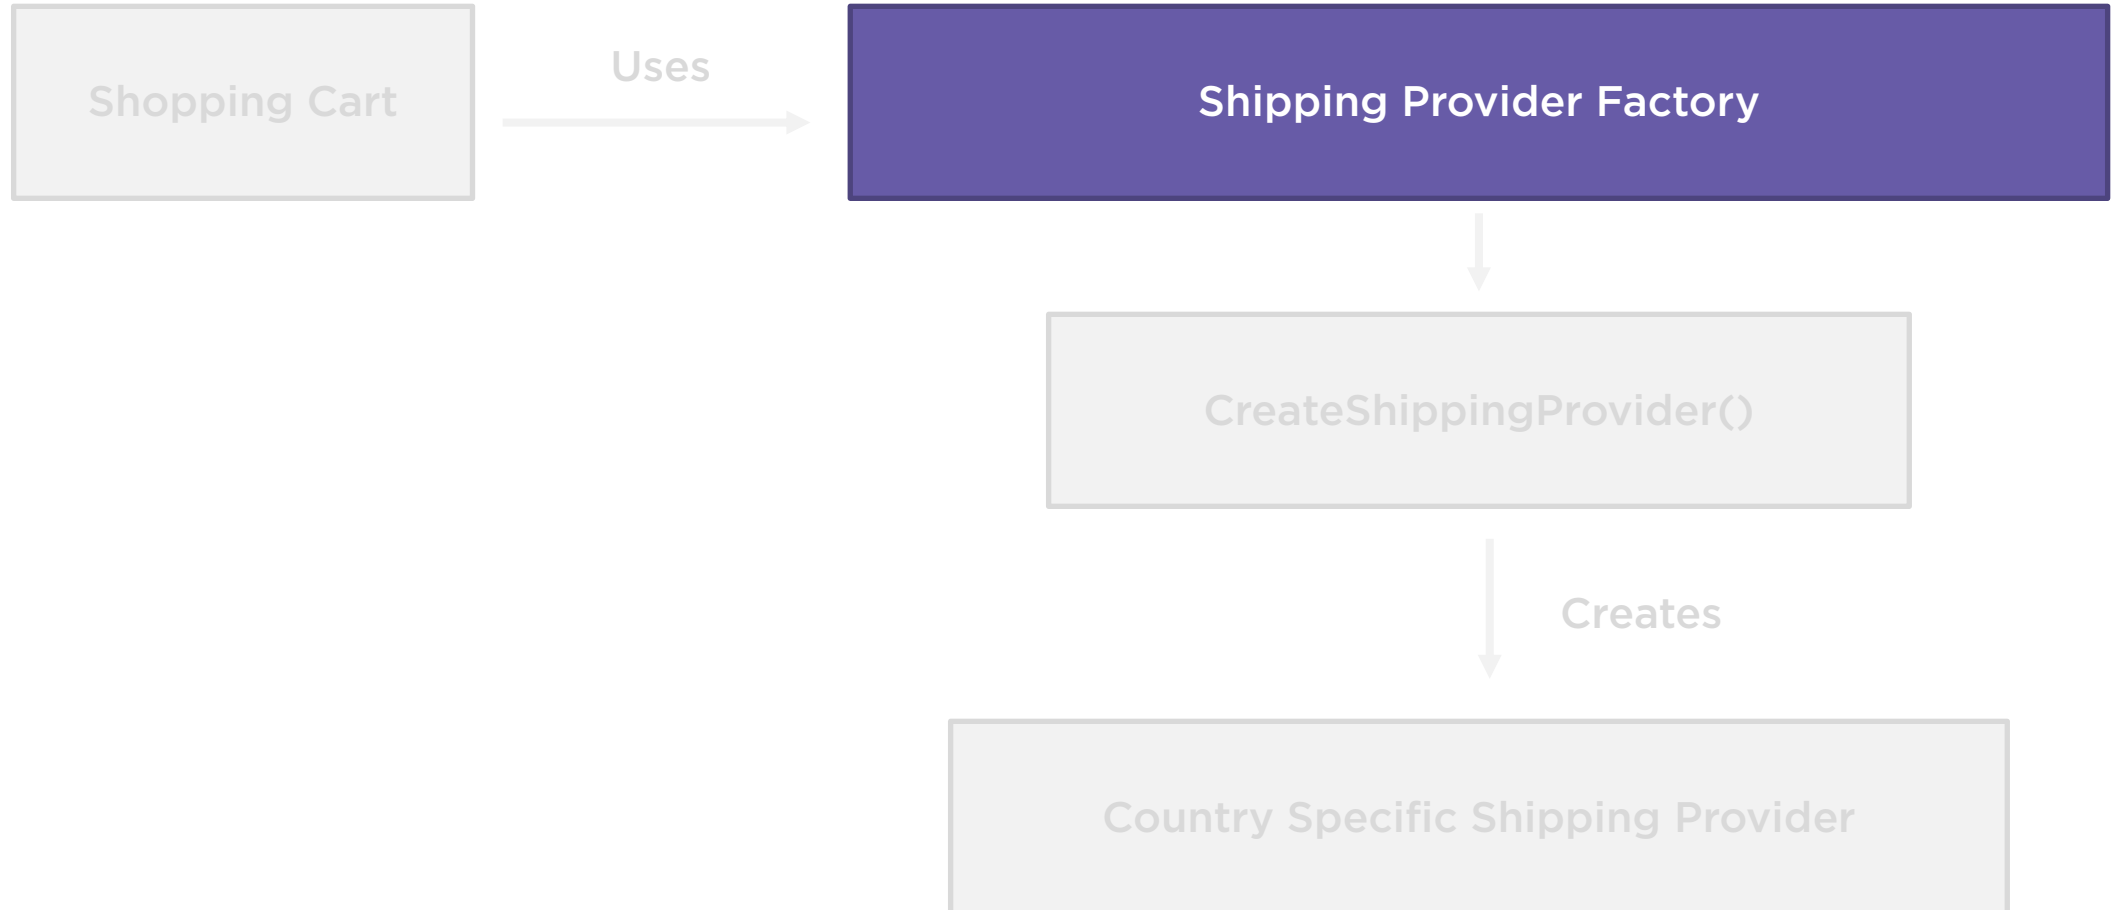 Shopping Cart
Uses
Shipping Provider Factory
CreateShippingProvider()
Creates
Country Specific Shipping Provider